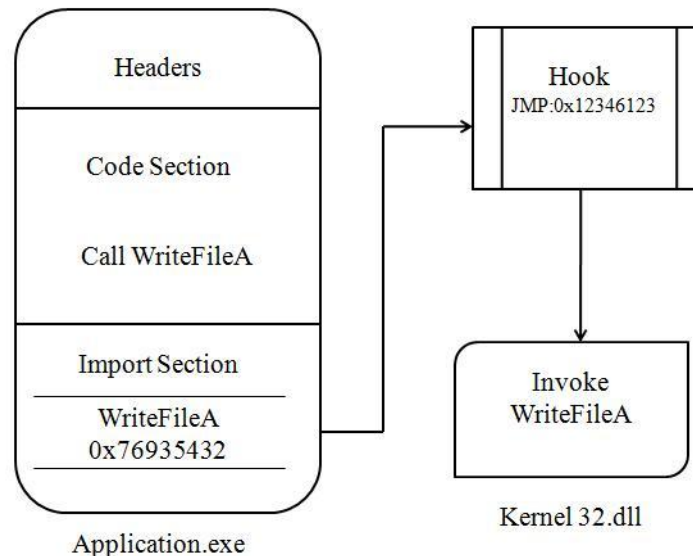 Headers
Code Section
Call WriteFileA
Import Section
WriteFileA
0x76935432
Application.exe
Hook
JMP:0x12346123
Invoke
WriteFileA
Kernel 32.dll